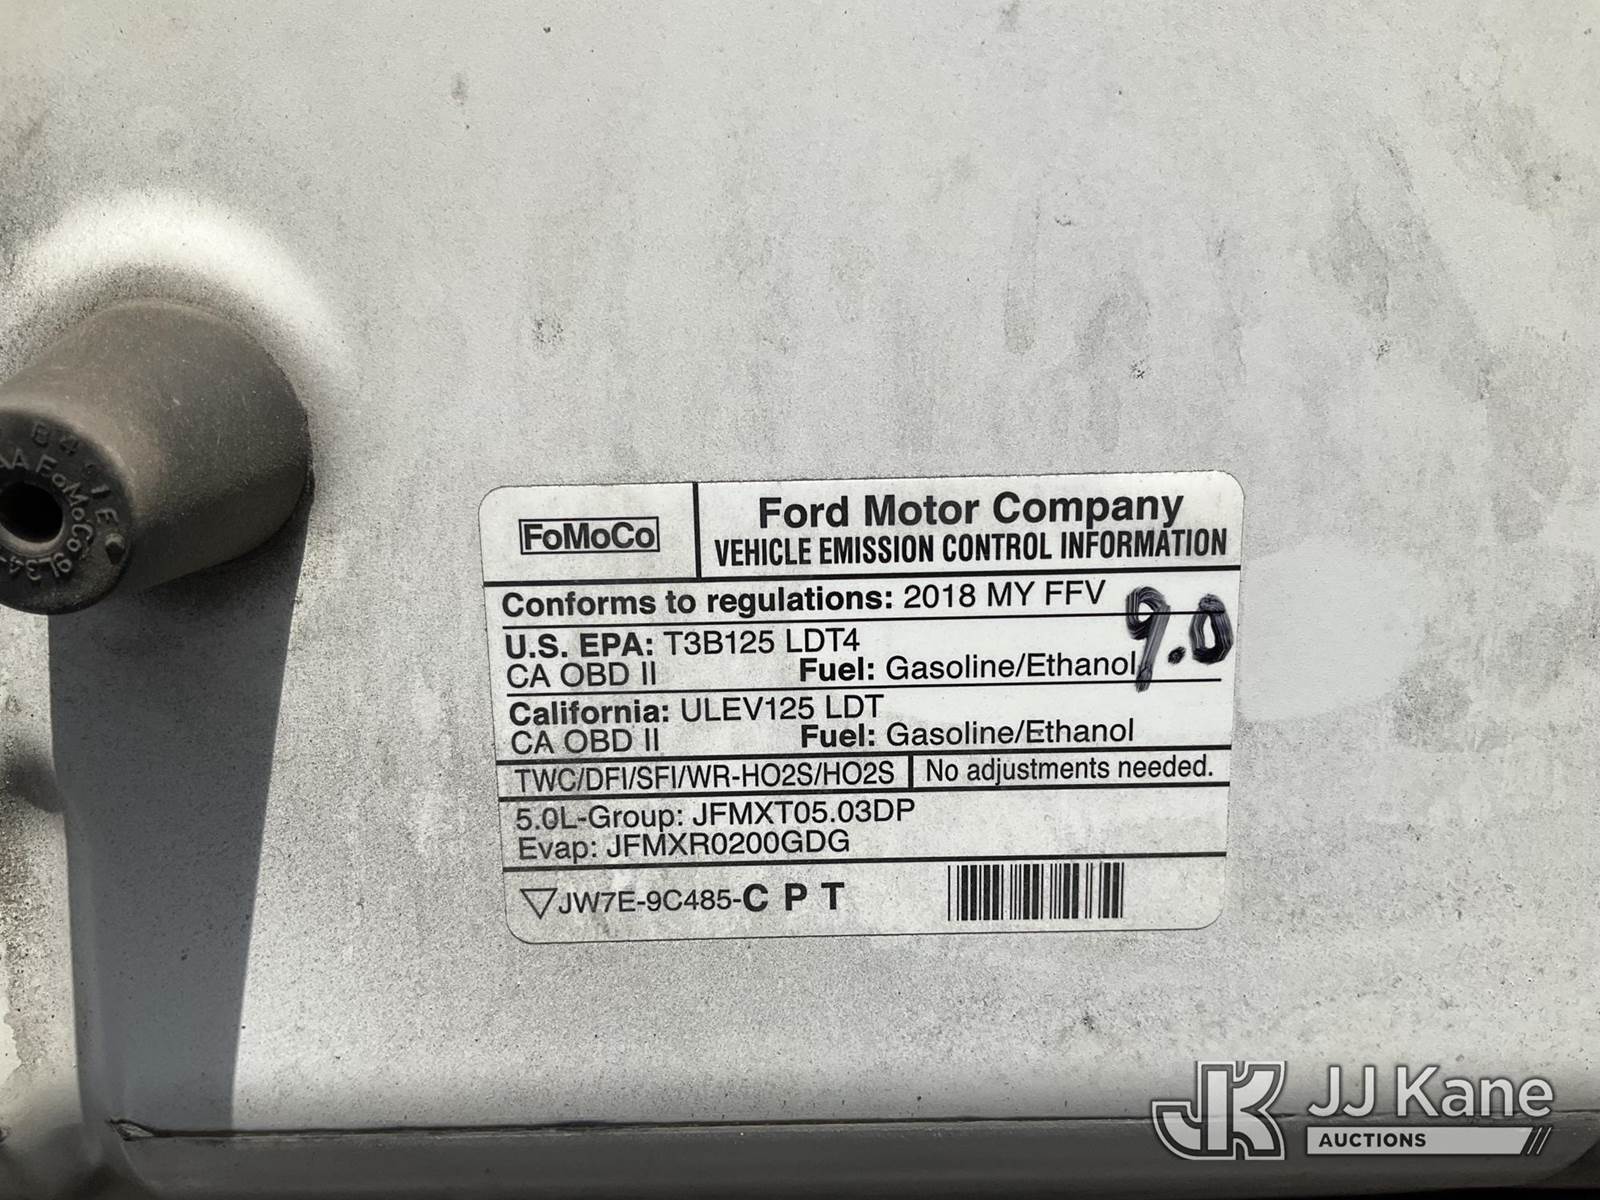 FoMoCo
Ford Motor Company
VEHICLE EMISSION CONTROL INFORMATION
Conforms to regulations: 2018 MY FFV
9.0
U.S. EPA: T3B125 LDT4
CA OBD II Fuel: Gasoline/Ethanol
California: ULEV125 LDT
CA OBD II Fuel: Gasoline/Ethanol
TWC/DFI/SFI/WR-HO2S/HO2S No adjustments needed.
5.0L-Group: JFMXT05.03DP
Evap: JFMXR0200GDG
JW7E-9C485-C P T
FoMoCo
JK JJ Kane
AUCTIONS